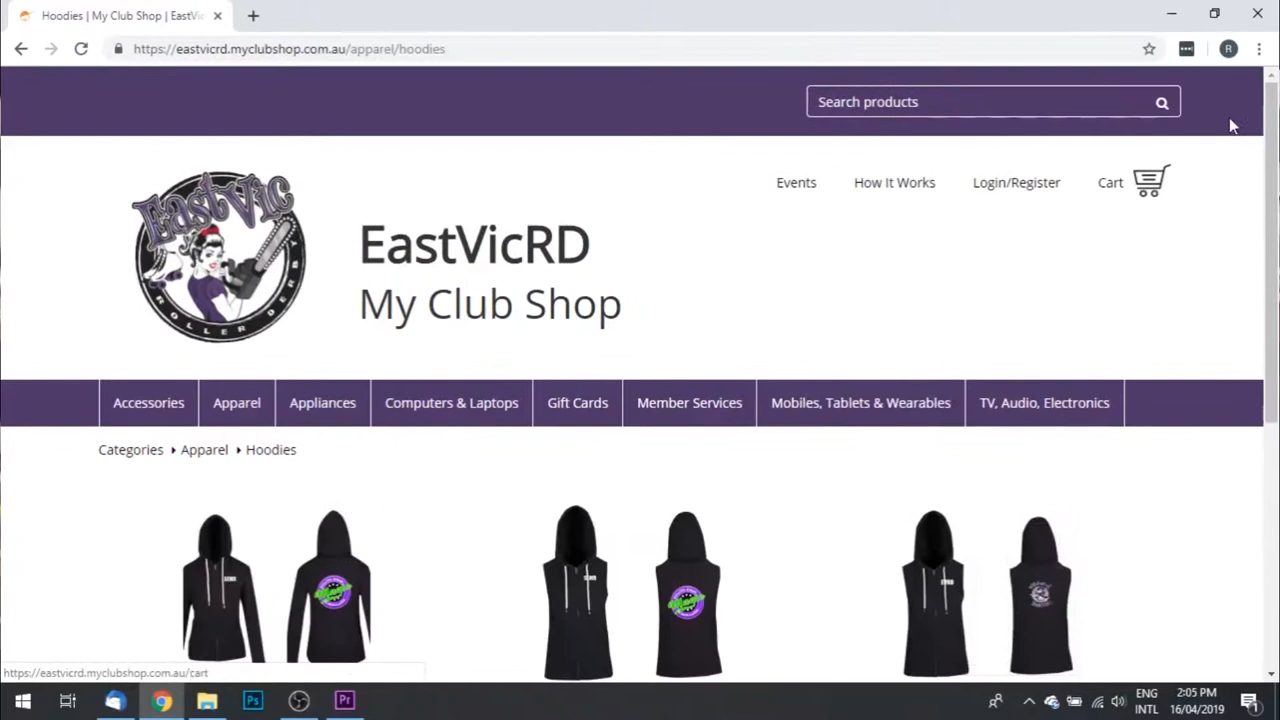 Hoodies | My Club Shop | EastVic
https://eastvicrd.myclubshop.com.au/apparel/hoodies
R
Search products
Events
How It Works
Login/Register
Cart
EastVic
ROLLER DERBY
EastVicRD
My Club Shop
Accessories
Apparel
Appliances
Computers & Laptops
Gift Cards
Member Services
Mobiles, Tablets & Wearables
TV, Audio, Electronics
Categories
Apparel
Hoodies
https://eastvicrd.myclubshop.com.au/cart
Ps
Pr
ENG
INTL
2:05 PM
16/04/2019
1